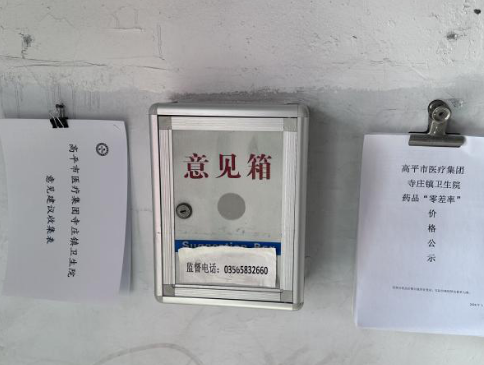 高平市医疗集团寺庄镇卫生院
意见建议收集表
意见箱
Suggestion Box
监督电话：03565832660
高平市医疗集团
寺庄镇卫生院
药品“零差率”
价
格
公
示